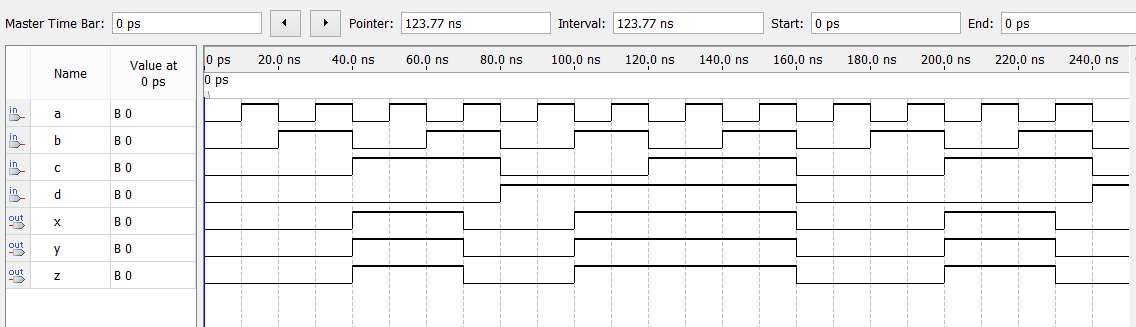 Master Time Bar: 0 ps Pointer: 123.77 ns Interval: 123.77 ns Start: 0 ps End: 0 ps
Name Value at 0 ps
0 ps 20.0 ns 40.0 ns 60.0 ns 80.0 ns 100.0 ns 120.0 ns 140.0 ns 160.0 ns 180.0 ns 200.0 ns 220.0 ns 240.0 ns
0 ps
in a B 0
in b B 0
in c B 0
in d B 0
out x B 0
out y B 0
out z B 0